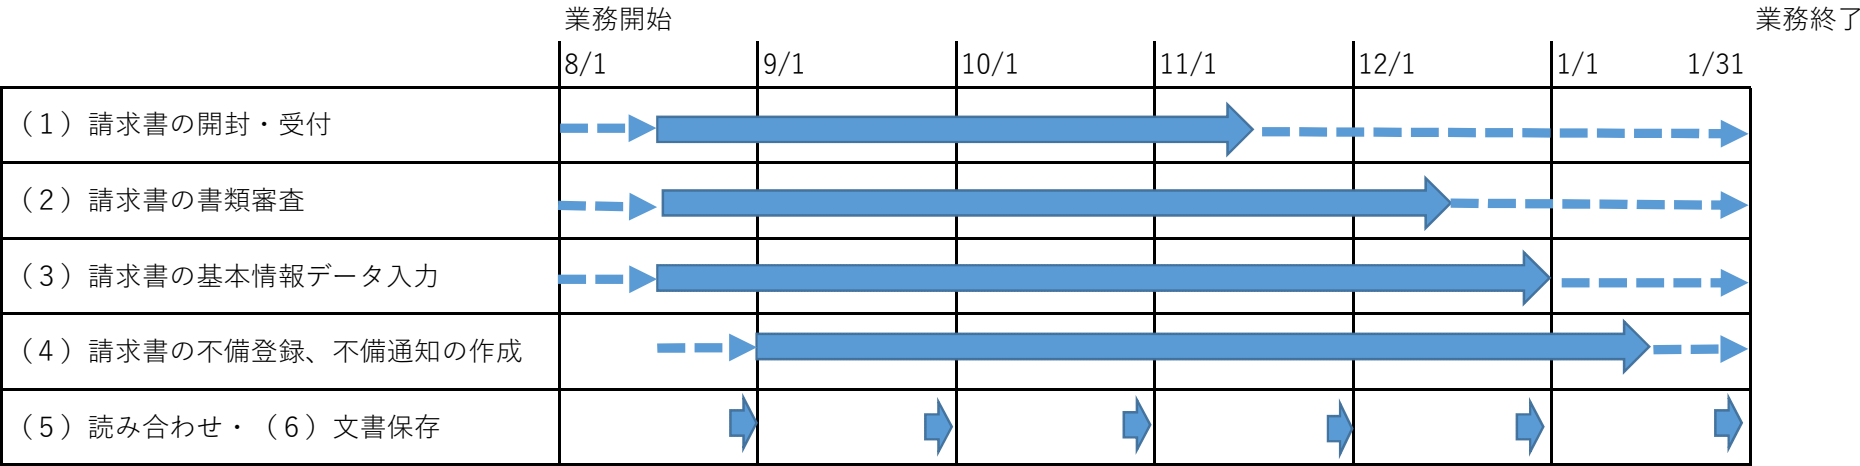 業務開始
業務終了
8/1 9/1 10/1 11/1 12/1 1/1 1/31
（1）請求書の開封・受付
（2）請求書の書類審査
（3）請求書の基本情報データ入力
（4）請求書の不備登録、不備通知の作成
（5）読み合わせ・（6）文書保存